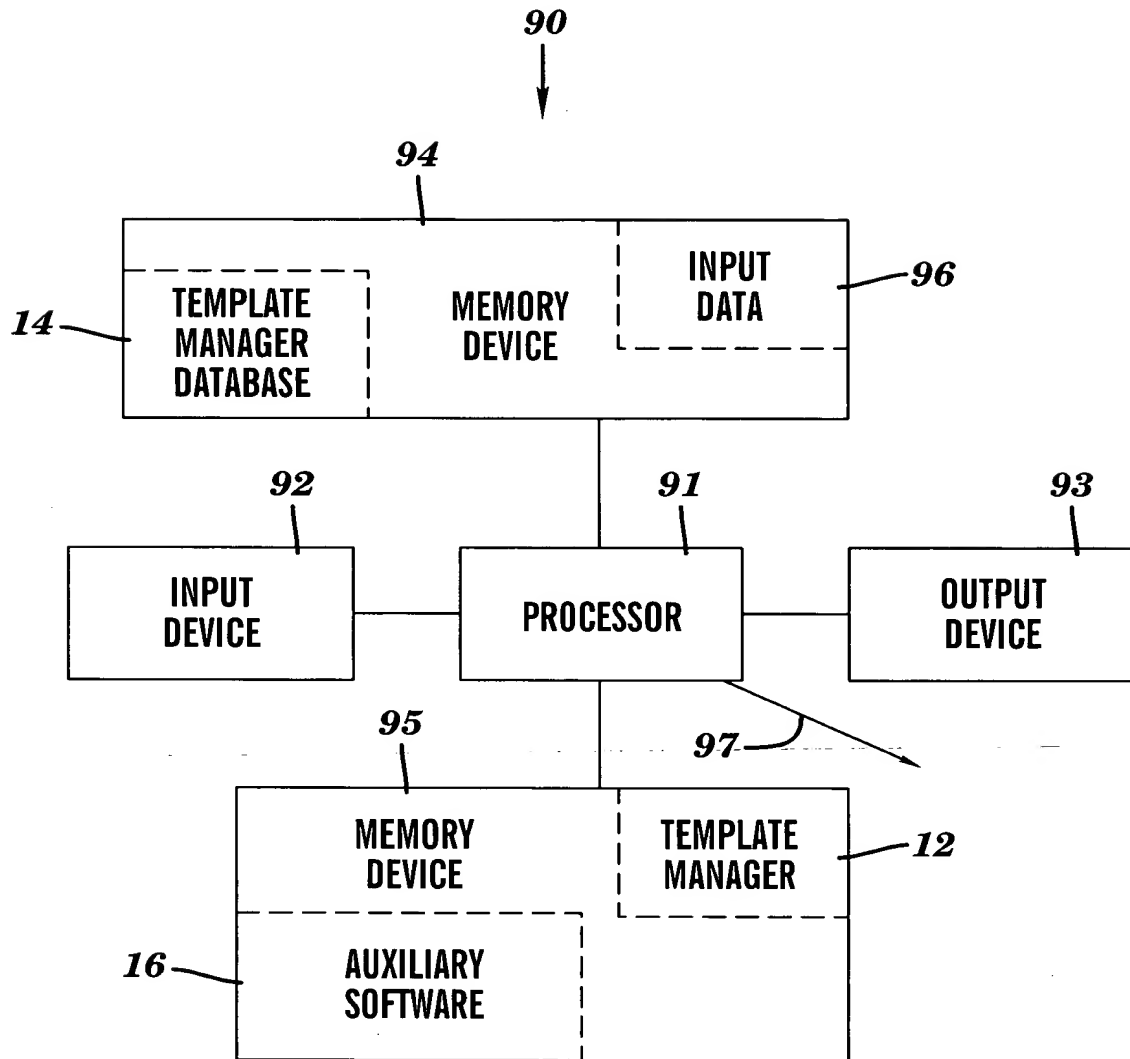 90
94
14
TEMPLATE
MANAGER
DATABASE
MEMORY
DEVICE
INPUT
DATA
96
92
91
93
INPUT
DEVICE
PROCESSOR
OUTPUT
DEVICE
95
97
MEMORY
DEVICE
TEMPLATE
MANAGER
12
16
AUXILIARY
SOFTWARE